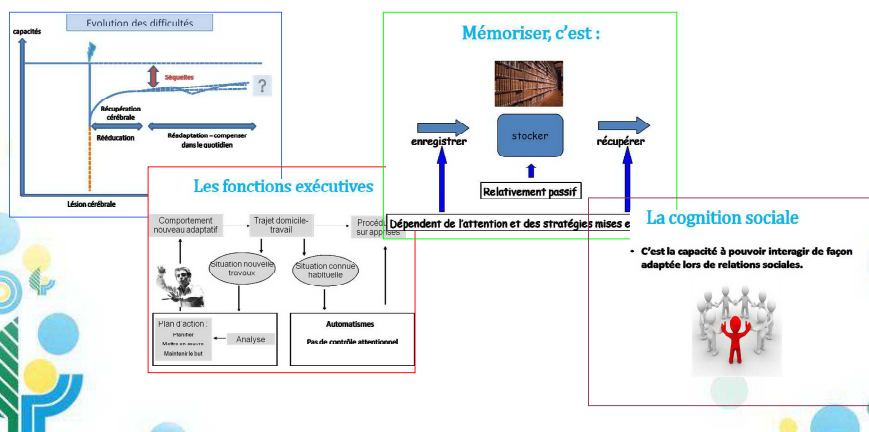 Evolution des difficultés
capacités
Séquelles
?
Récupération
cérébrale
Rééducation
Réadaptation – compenser
dans le quotidien
Lésion cérébrale
Les fonctions exécutives
Comportement
nouveau adaptatif
Trajet domicile-
travail
sur apprises
Situation nouvelle
travaux
Situation connue
habituelle
Plan d'action :
Planifier
Mettre en œuvre
Maintenir le but
Analyse
Automatismes
Pas de contrôle attentionnel
Mémoriser, c'est :
enregistrer
stocker
récupérer
Relativement passif
Dépendent de l'attention et des stratégies mises e
La cognition sociale
• C'est la capacité à pouvoir interagir de façon
adaptée lors de relations sociales.